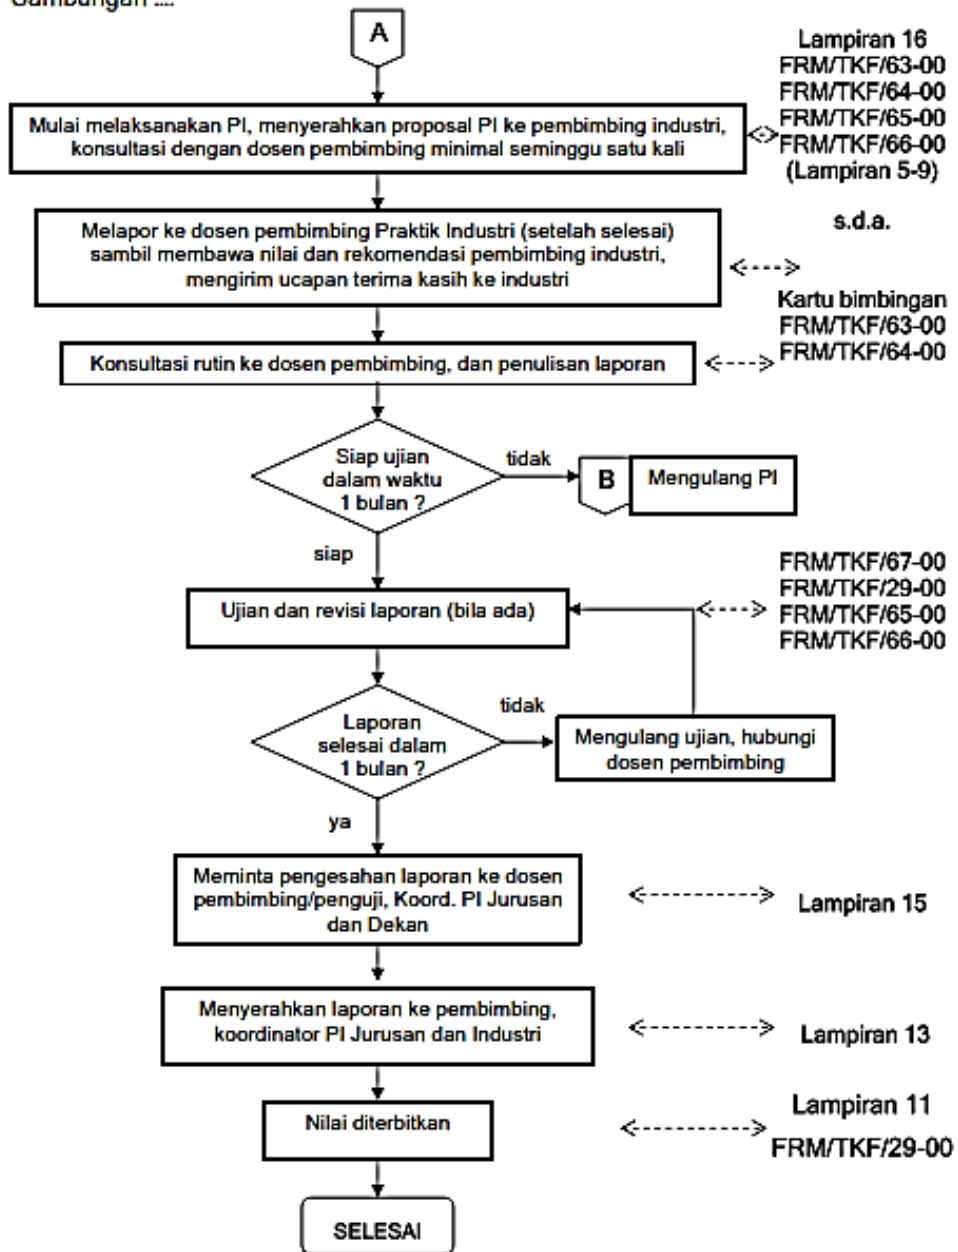 Sambungan ....
A
Lampiran 16
FRM/TKF/63-00
FRM/TKF/64-00
FRM/TKF/65-00
FRM/TKF/66-00
(Lampiran 5-9)
Mulai melaksanakan PI, menyerahkan proposal PI ke pembimbing industri,
konsultasi dengan dosen pembimbing minimal seminggu satu kali
s.d.a.
Melapor ke dosen pembimbing Praktik Industri (setelah selesai)
sambil membawa nilai dan rekomendasi pembimbing industri,
mengirim ucapan terima kasih ke industri
Kartu bimbingan
FRM/TKF/63-00
FRM/TKF/64-00
Konsultasi rutin ke dosen pembimbing, dan penulisan laporan
Siap ujian
dalam waktu
1 bulan ?
tidak
B
Mengulang PI
siap
FRM/TKF/67-00
FRM/TKF/29-00
FRM/TKF/65-00
FRM/TKF/66-00
Ujian dan revisi laporan (bila ada)
Laporan
selesai dalam
1 bulan ?
tidak
Mengulang ujian, hubungi
dosen pembimbing
ya
Meminta pengesahan laporan ke dosen
pembimbing/penguji, Koord. PI Jurusan
dan Dekan
Lampiran 15
Menyerahkan laporan ke pembimbing,
koordinator PI Jurusan dan Industri
Lampiran 13
Nilai diterbitkan
Lampiran 11
FRM/TKF/29-00
SELESAI